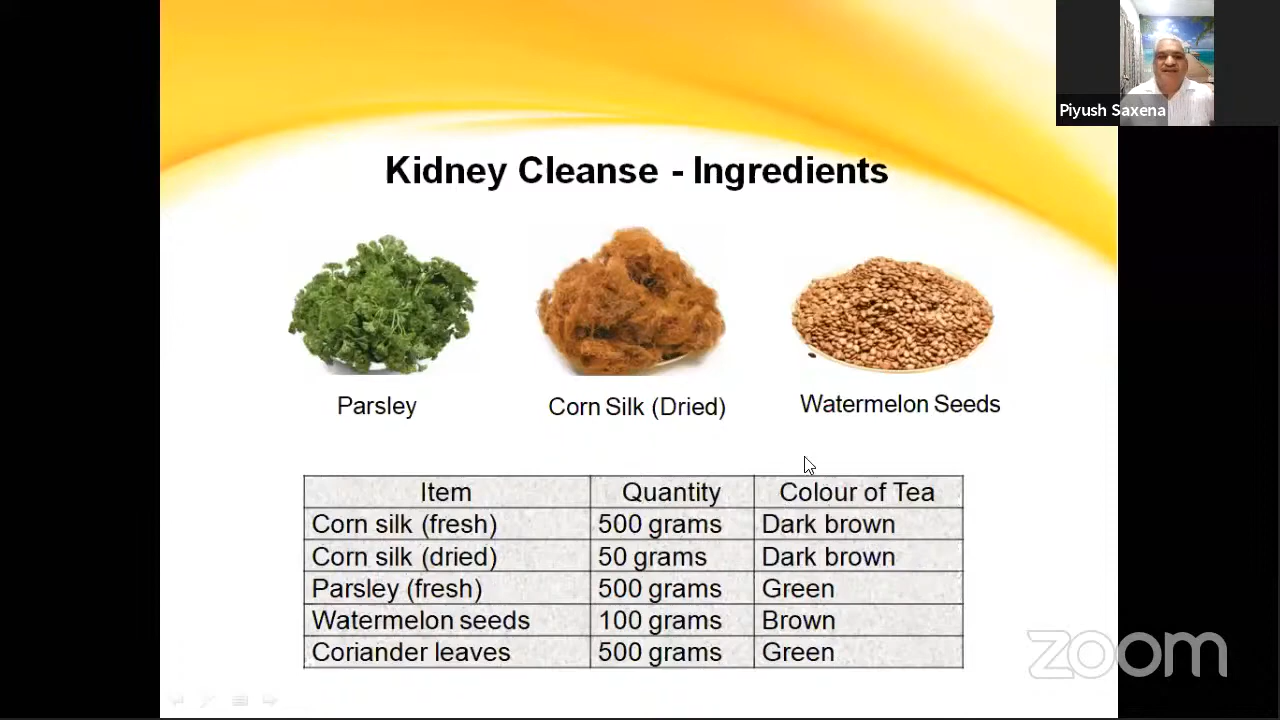 Piyush Saxena
Kidney Cleanse - Ingredients
Parsley
Corn Silk (Dried)
Watermelon Seeds
Item Quantity Colour of Tea
Corn silk (fresh) 500 grams Dark brown
Corn silk (dried) 50 grams Dark brown
Parsley (fresh) 500 grams Green
Watermelon seeds 100 grams Brown
Coriander leaves 500 grams Green
zoom